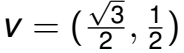 v = (√3/2, 1/2)